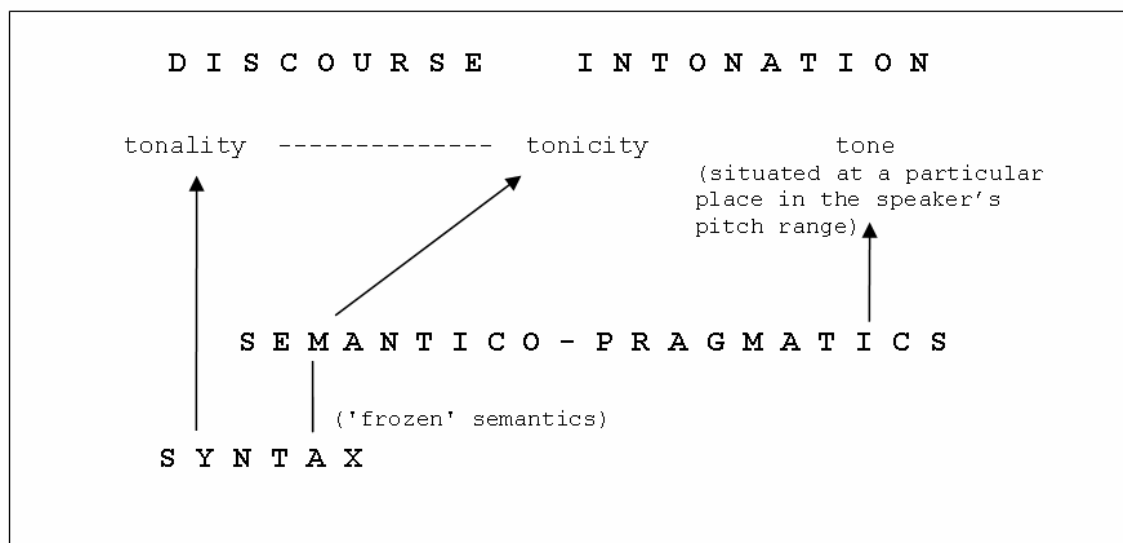 D I S C O U R S E I N T O N A T I O N
tonality -------------- tonicity tone
(situated at a particular
place in the speaker's
pitch range)
S E M A N T I C O - P R A G M A T I C S
('frozen' semantics)
S Y N T A X